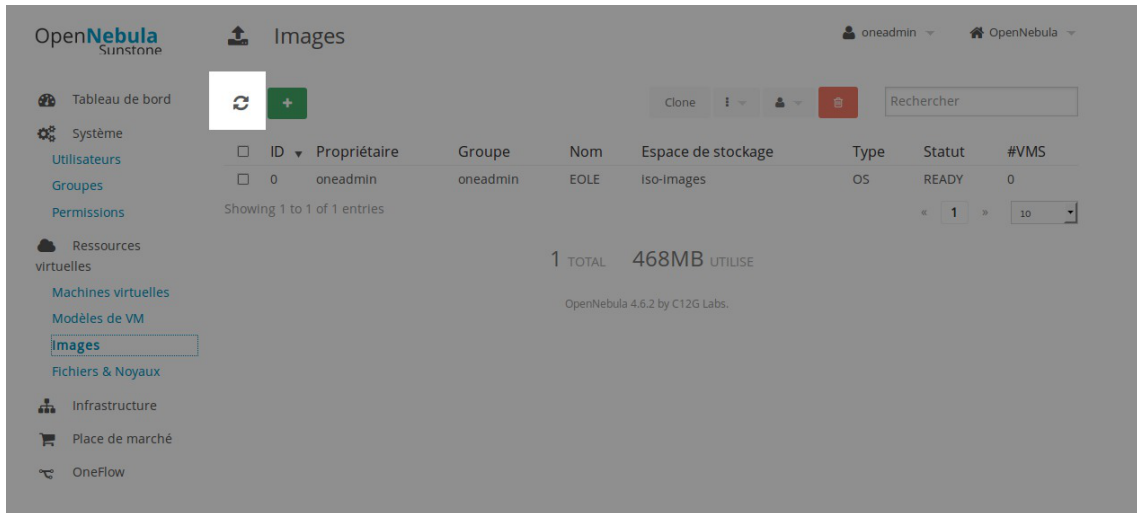 OpenNebula
Sunstone
Images
oneadmin
OpenNebula
Tableau de bord
Système
Utilisateurs
Groupes
Permissions
Ressources
virtuelles
Machines virtuelles
Modèles de VM
Images
Fichiers & Noyaux
Infrastructure
Place de marché
OneFlow
+
Clone
Rechercher
ID Propriétaire Groupe Nom Espace de stockage Type Statut #VMS
0 oneadmin oneadmin EOLE iso-images OS READY 0
Showing 1 to 1 of 1 entries
« 1 » 10
1 TOTAL 468MB UTILISE
OpenNebula 4.6.2 by C12G Labs.